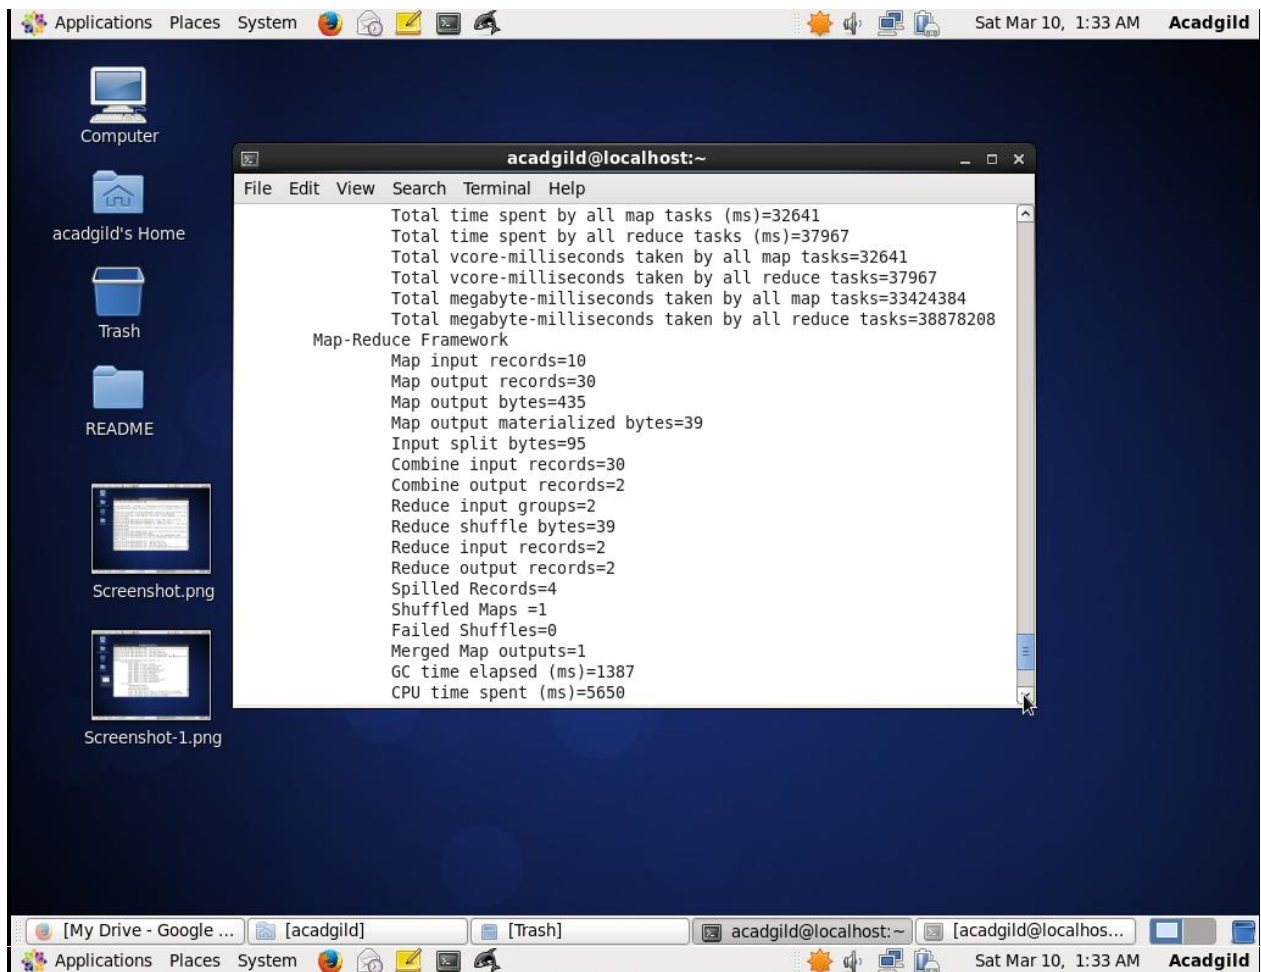 Applications Places System Sat Mar 10, 1:33 AM Acadgild
Computer
acadgild's Home
Trash
README
Screenshot.png
Screenshot-1.png
acadgild@localhost:~
File Edit View Search Terminal Help
Total time spent by all map tasks (ms)=32641
Total time spent by all reduce tasks (ms)=37967
Total vcore-milliseconds taken by all map tasks=32641
Total vcore-milliseconds taken by all reduce tasks=37967
Total megabyte-milliseconds taken by all map tasks=33424384
Total megabyte-milliseconds taken by all reduce tasks=38878208
Map-Reduce Framework
Map input records=10
Map output records=30
Map output bytes=435
Map output materialized bytes=39
Input split bytes=95
Combine input records=30
Combine output records=2
Reduce input groups=2
Reduce shuffle bytes=39
Reduce input records=2
Reduce output records=2
Spilled Records=4
Shuffled Maps =1
Failed Shuffles=0
Merged Map outputs=1
GC time elapsed (ms)=1387
CPU time spent (ms)=5650
[My Drive - Google ... [acadgild] [Trash] acadgild@localhost:~ [acadgild@localhos...
Applications Places System Sat Mar 10, 1:33 AM Acadgild